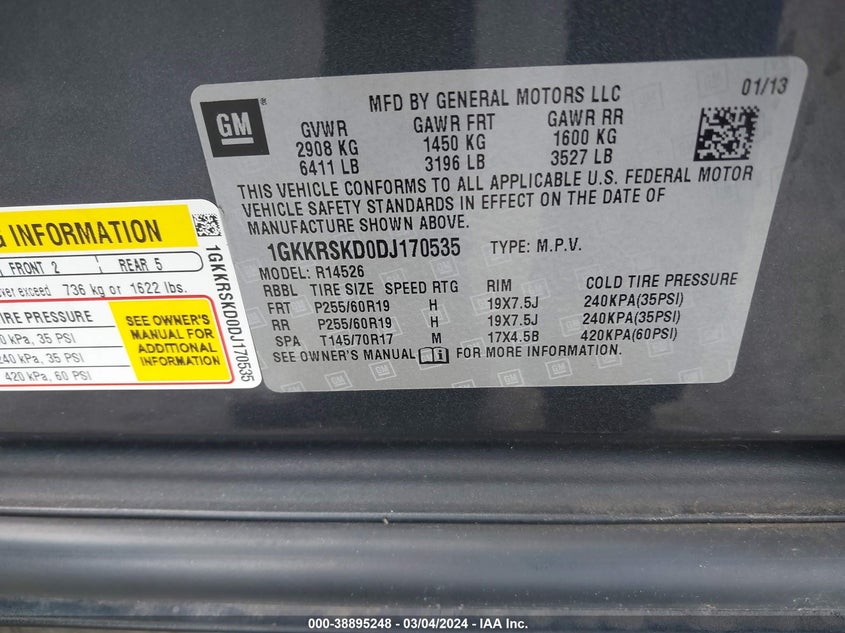 GM ®
MFD BY GENERAL MOTORS LLC
01/13
GVWR GAWR FRT GAWR RR
2908 KG 1450 KG 1600 KG
6411 LB 3196 LB 3527 LB
THIS VEHICLE CONFORMS TO ALL APPLICABLE U.S. FEDERAL MOTOR
VEHICLE SAFETY STANDARDS IN EFFECT ON THE DATE OF
MANUFACTURE SHOWN ABOVE.
1GKKRSKD0DJ170535 TYPE: M.P.V.
MODEL: R14526
RBBL TIRE SIZE SPEED RTG RIM COLD TIRE PRESSURE
FRT P255/60R19 H 19X7.5J 240KPA(35PSI)
RR P255/60R19 H 19X7.5J 240KPA(35PSI)
SPA T145/70R17 M 17X4.5B 420KPA(60PSI)
SEE OWNER'S MANUAL FOR MORE INFORMATION.
INFORMATION
FRONT 2 REAR 5
exceed 736 kg or 1622 lbs.
PRESSURE
35 PSI
240 kPa, 35 PSI
420 kPa, 60 PSI
SEE OWNER'S
MANUAL FOR
ADDITIONAL
INFORMATION
1GKKRSKD0DJ170535
000-38895248 - 03/04/2024 - IAA Inc.